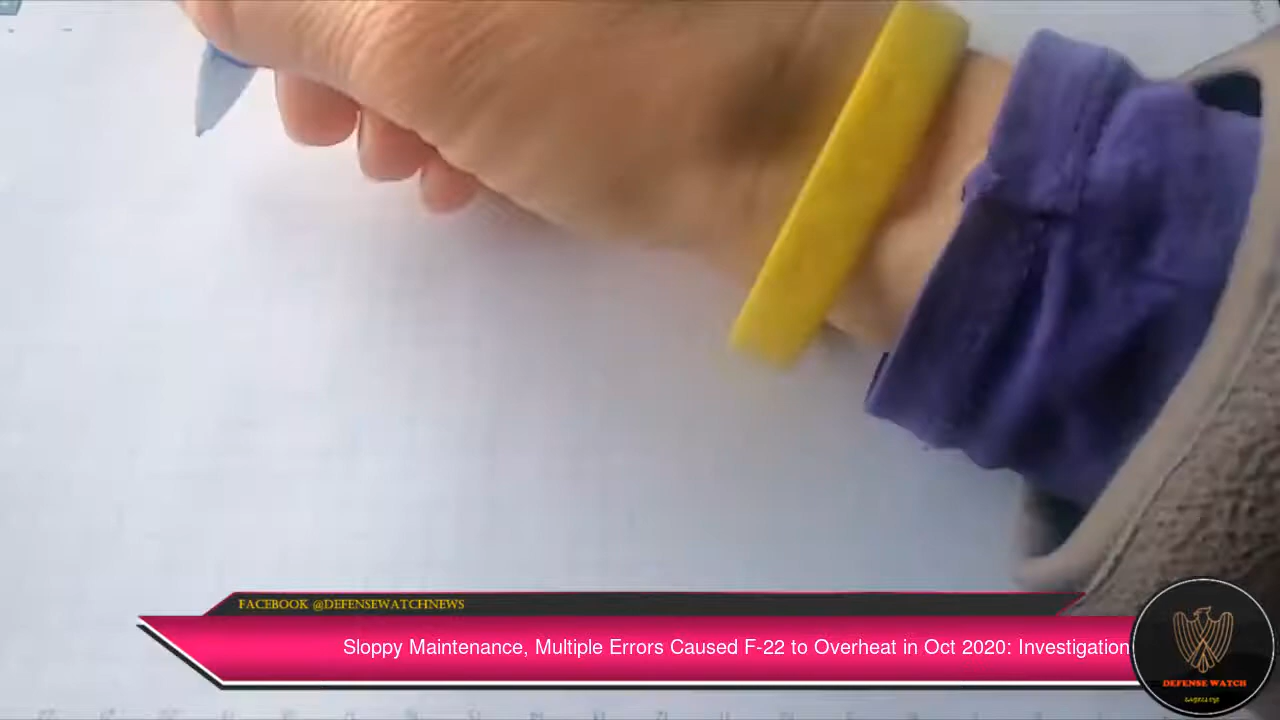 FACEBOOK @DEFENSEWATCHNEWS
Sloppy Maintenance, Multiple Errors Caused F-22 to Overheat in Oct 2020: Investigation
DEFENSE WATCH